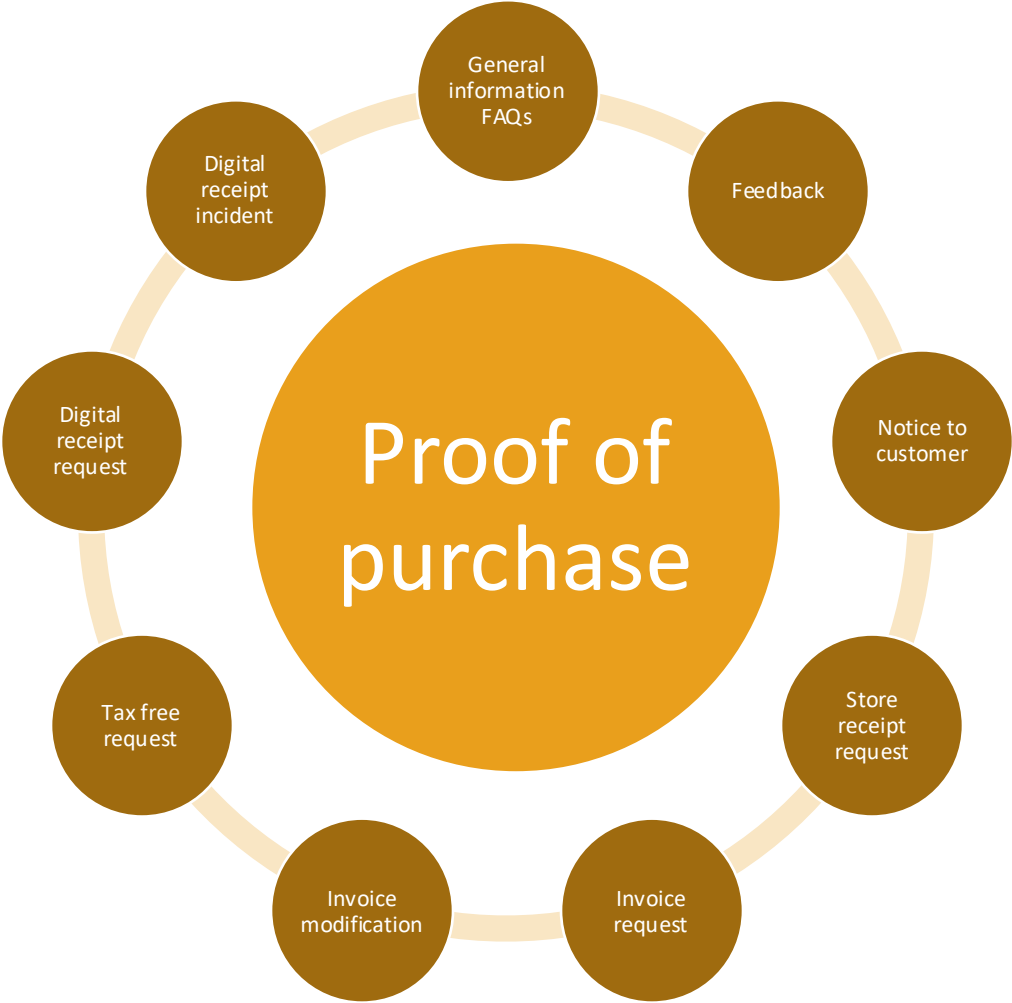 General
information
FAQs
Feedback
Notice to
customer
Store
receipt
request
Invoice
request
Invoice
modification
Tax free
request
Digital
receipt
request
Digital
receipt
incident
Proof of
purchase